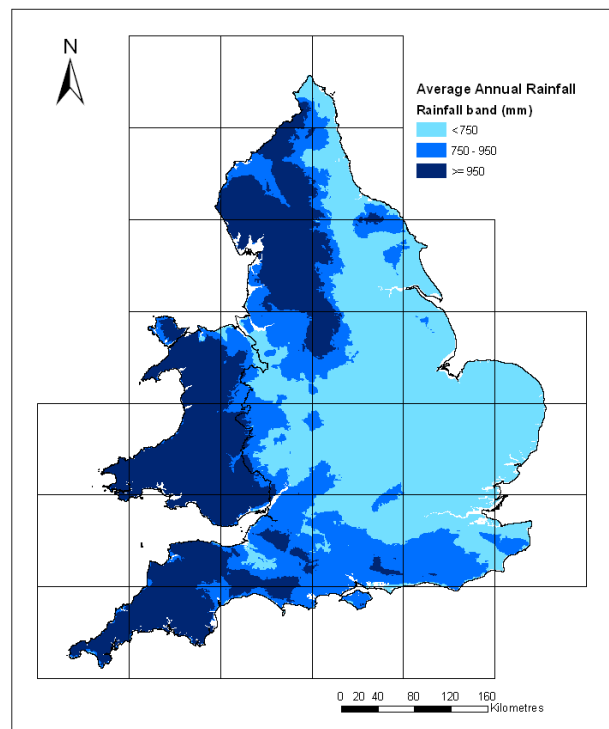 N
Average Annual Rainfall
Rainfall band (mm)
<750
750 - 950
>= 950
0 20 40 80 120 160
Kilometres